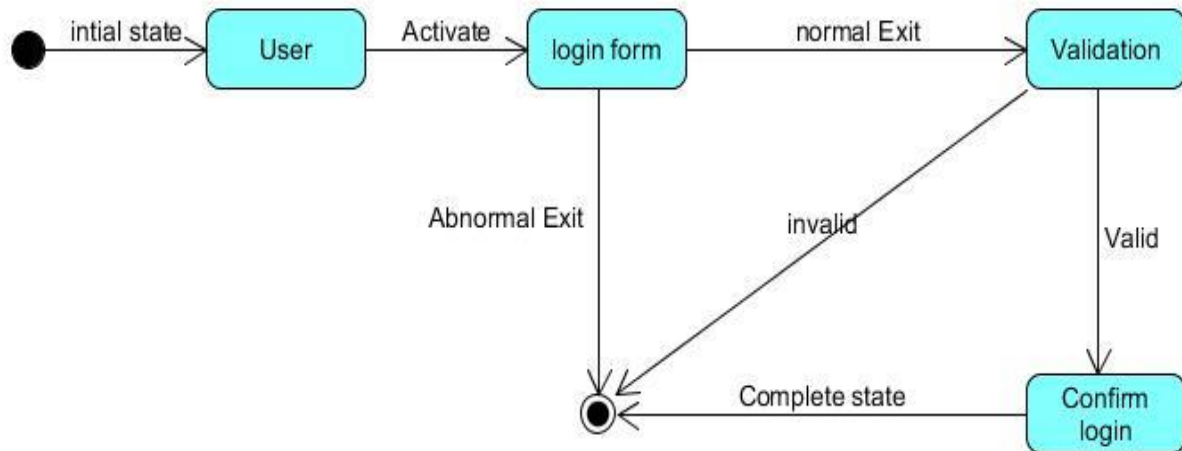 intial state
User
Activate
login form
normal Exit
Validation
Abnormal Exit
invalid
Valid
Complete state
Confirm
login